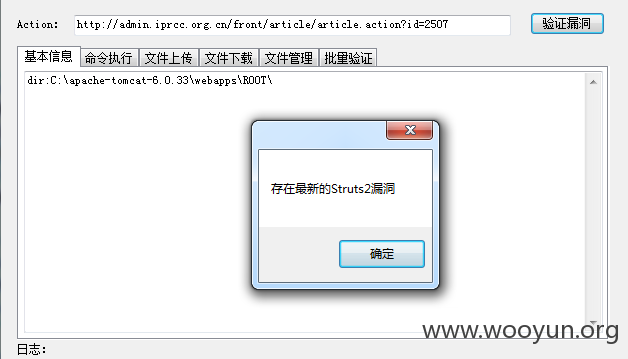 Action: http://admin.iprcc.org.cn/front/article/article.action?id=2507 验证漏洞
基本信息 命令执行 文件上传 文件下载 文件管理 批量验证
dir:C:\apache-tomcat-6.0.33\webapps\ROOT\
存在最新的Struts2漏洞
确定
www.wooyun.org
日志: